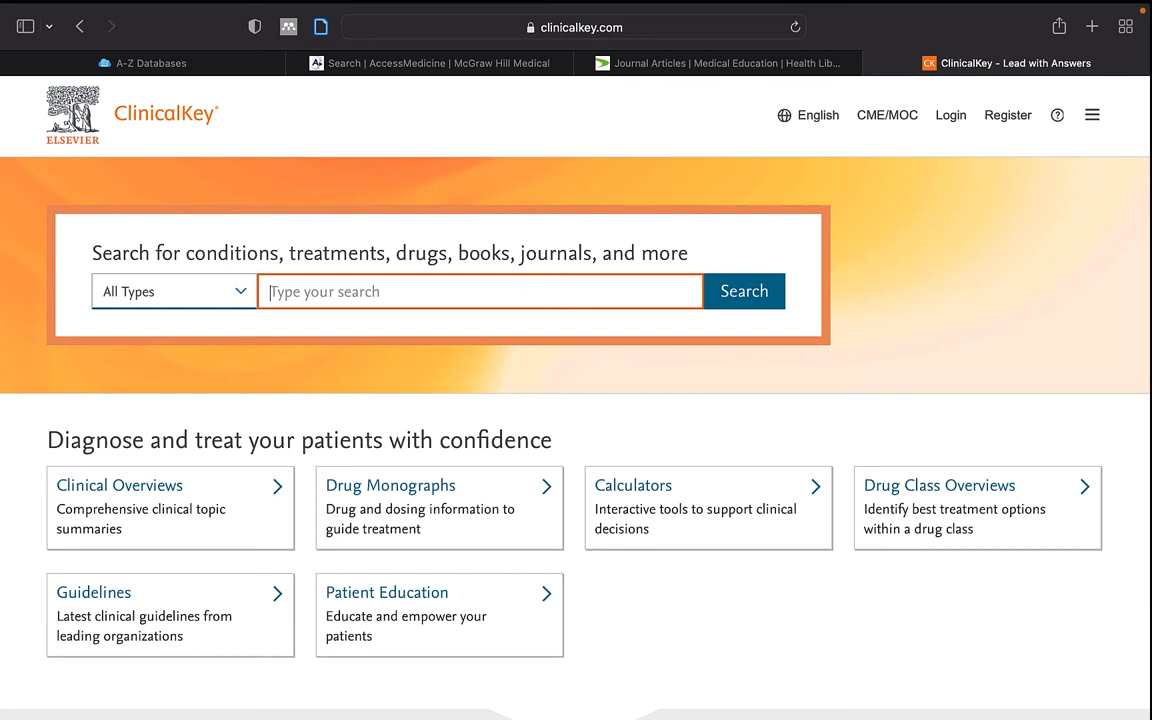 clinicalkey.com
A-Z Databases
Search | AccessMedicine | McGraw Hill Medical
Journal Articles | Medical Education | Health Lib...
CK ClinicalKey - Lead with Answers
ELSEVIER
ClinicalKey®
English
CME/MOC
Login
Register
Search for conditions, treatments, drugs, books, journals, and more
All Types
Type your search
Search
Diagnose and treat your patients with confidence
Clinical Overviews
Comprehensive clinical topic
summaries
Drug Monographs
Drug and dosing information to
guide treatment
Calculators
Interactive tools to support clinical
decisions
Drug Class Overviews
Identify best treatment options
within a drug class
Guidelines
Latest clinical guidelines from
leading organizations
Patient Education
Educate and empower your
patients